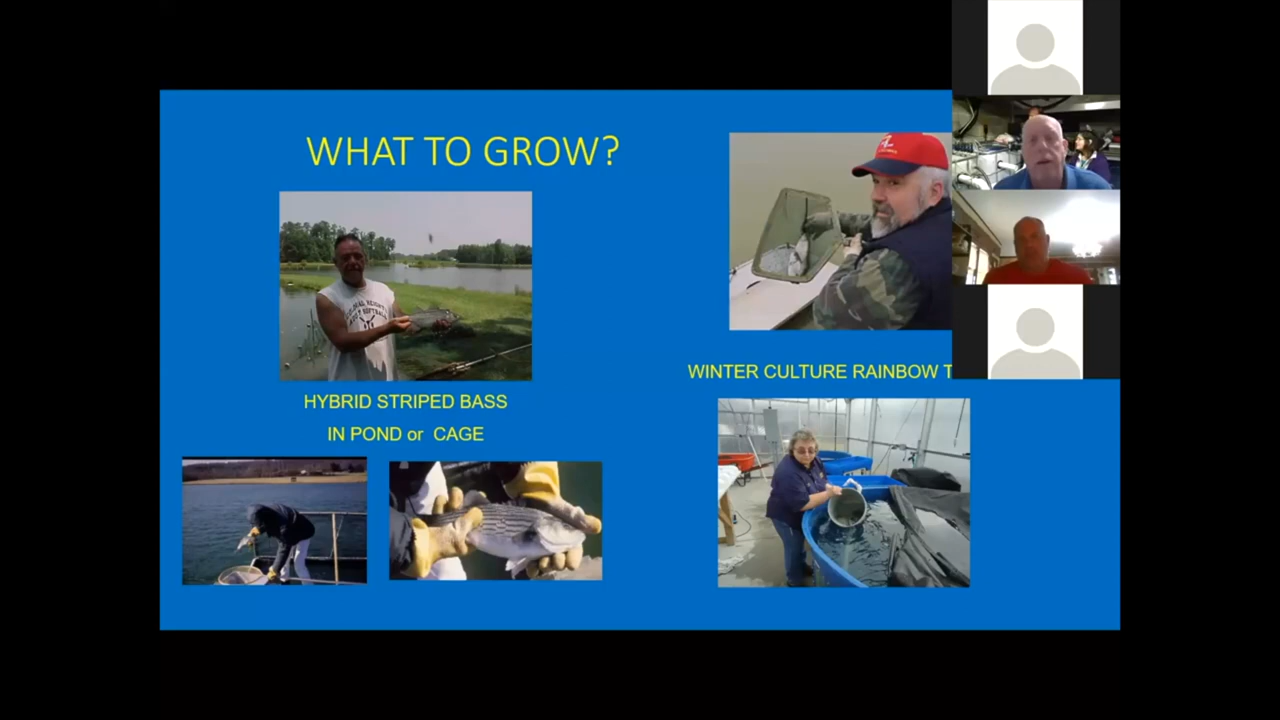 WHAT TO GROW?
HYBRID STRIPED BASS
IN POND or CAGE
WINTER CULTURE RAINBOW